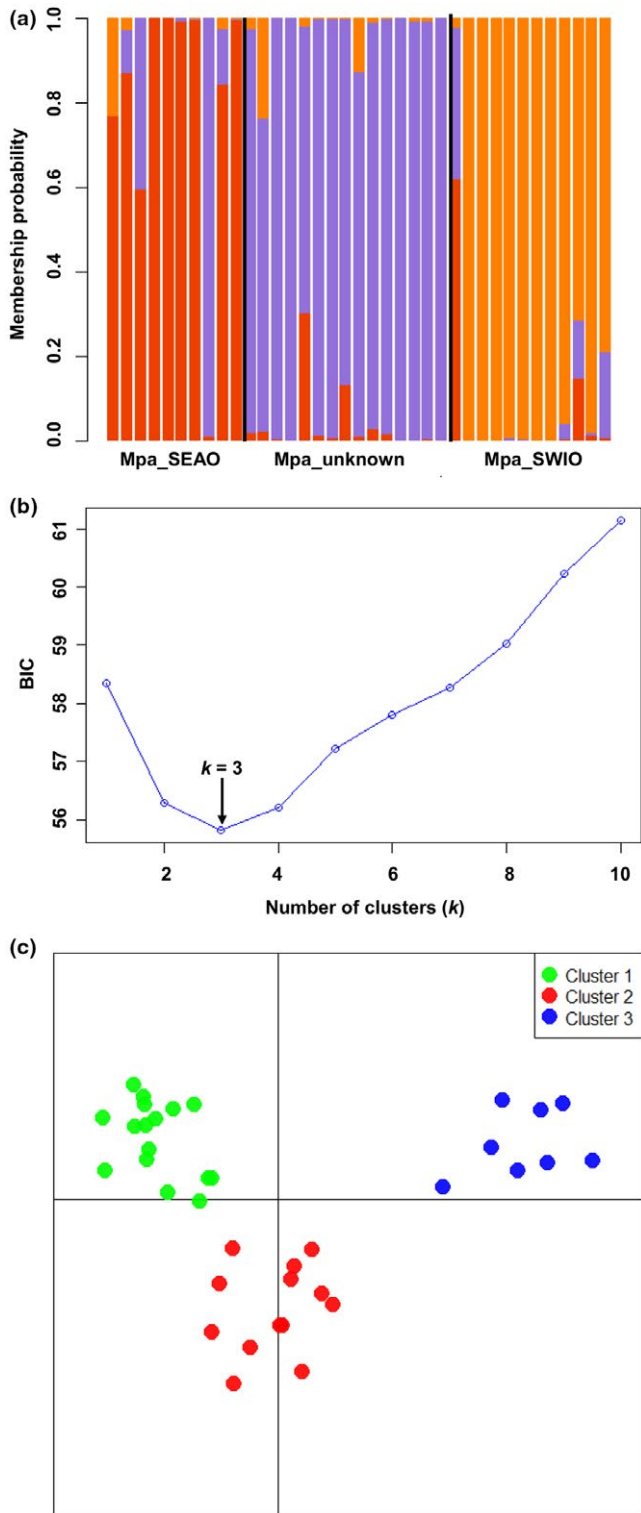 (a)
Membership probability
1.0
0.8
0.6
0.4
0.2
0.0
Mpa_SEAO Mpa_unknown Mpa_SWIO
(b)
BIC
61
60
59
58
57
56
k = 3
2 4 6 8 10
Number of clusters (k)
(c)
Cluster 1
Cluster 2
Cluster 3